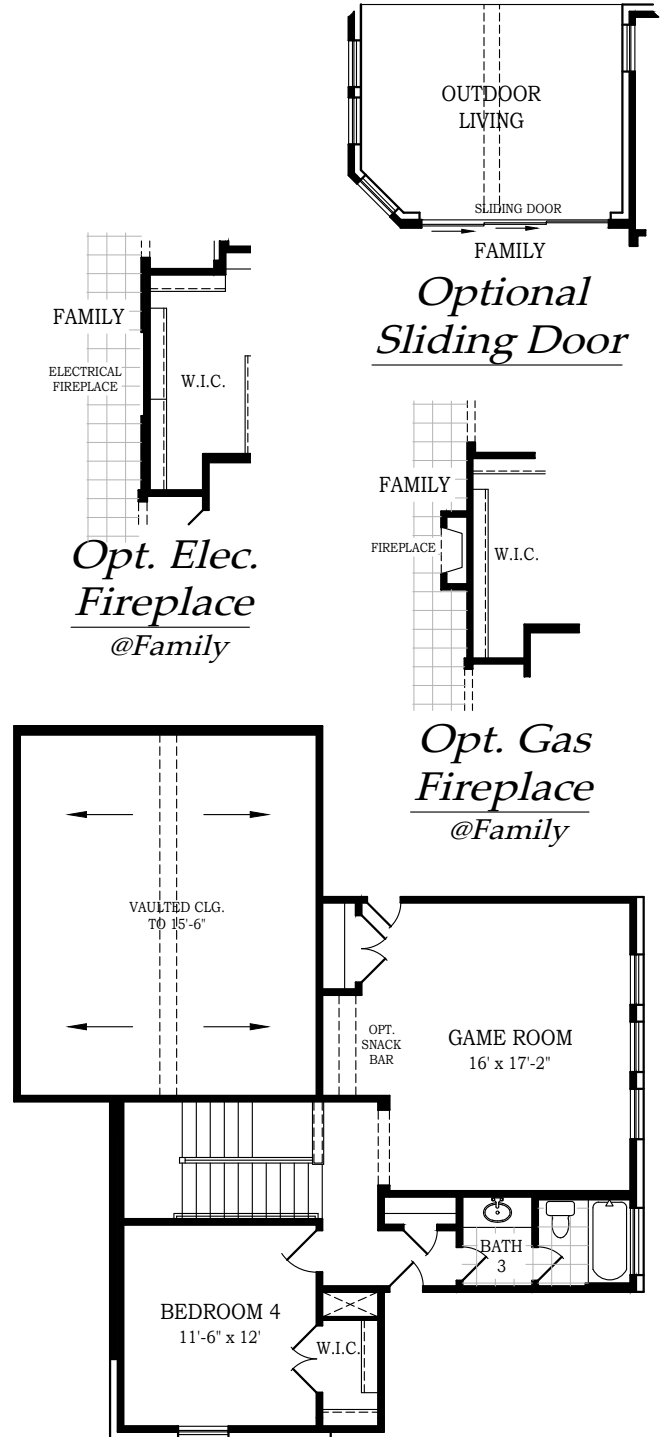 OUTDOOR
LIVING
SLIDING DOOR
FAMILY
Optional
Sliding Door
FAMILY
ELECTRICAL
FIREPLACE
W.I.C.
Opt. Elec.
Fireplace
@Family
FAMILY
FIREPLACE
W.I.C.
Opt. Gas
Fireplace
@Family
VAULTED CLG.
TO 15'-6"
OPT.
SNACK
BAR
GAME ROOM
16' x 17'-2"
BATH
3
BEDROOM 4
11'-6" x 12'
W.I.C.